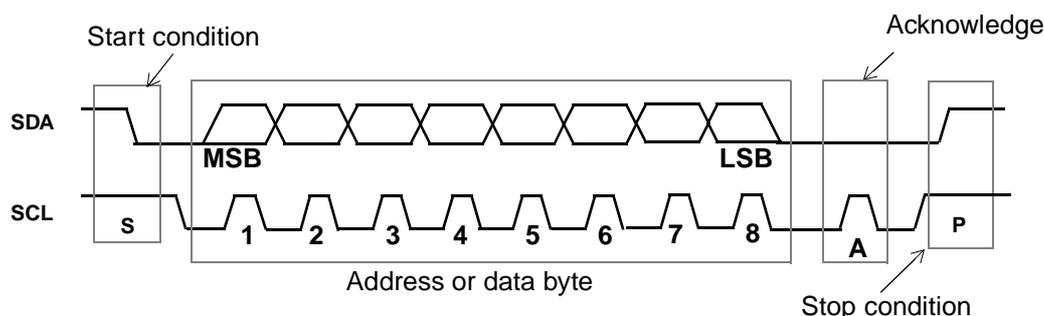 Start condition
Acknowledge
SDA
MSB
LSB
SCL
S
1 2 3 4 5 6 7 8
A
P
Address or data byte
Stop condition